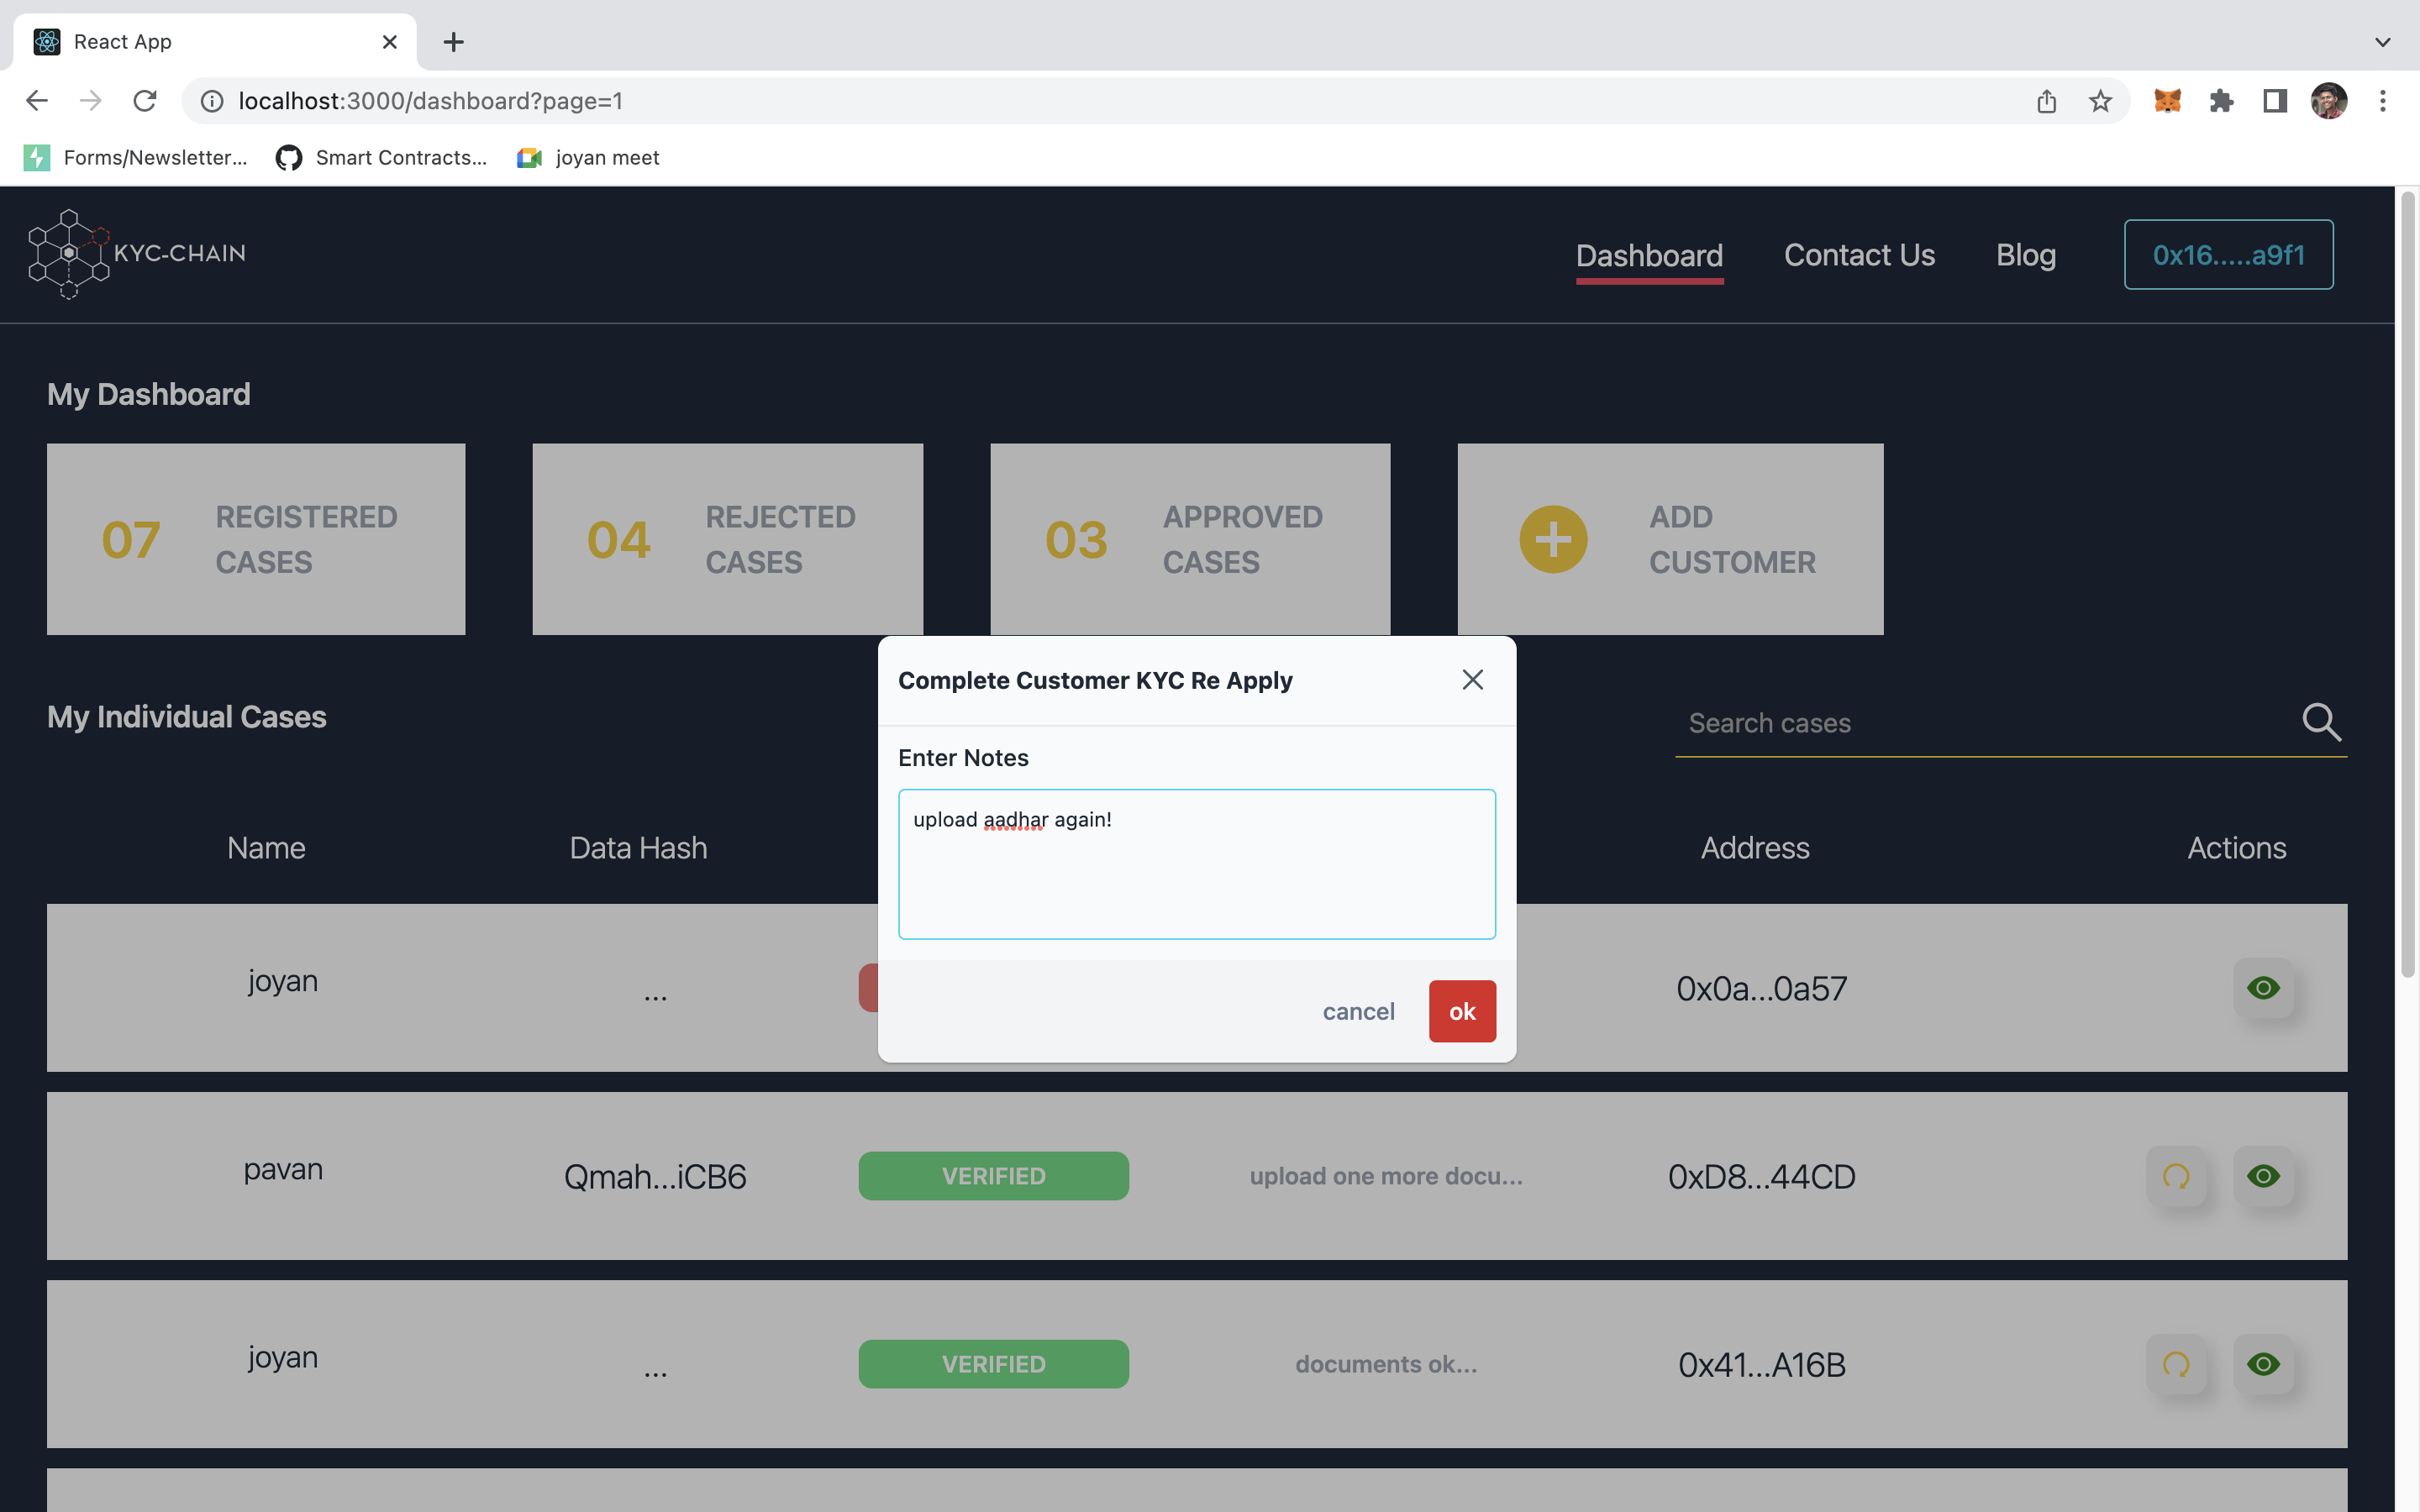 React App
localhost:3000/dashboard?page=1
Forms/Newsletter...
Smart Contracts...
joyan meet
KYC-CHAIN
Dashboard
Contact Us
Blog
0x16.....a9f1
My Dashboard
07
REGISTERED
CASES
04
REJECTED
CASES
03
APPROVED
CASES
ADD
CUSTOMER
My Individual Cases
Search cases
Complete Customer KYC Re Apply
Enter Notes
upload aadhar again!
cancel
ok
Name
Data Hash
Address
Actions
joyan
...
0x0a...0a57
pavan
Qmah...iCB6
VERIFIED
upload one more docu...
0xD8...44CD
joyan
...
VERIFIED
documents ok...
0x41...A16B